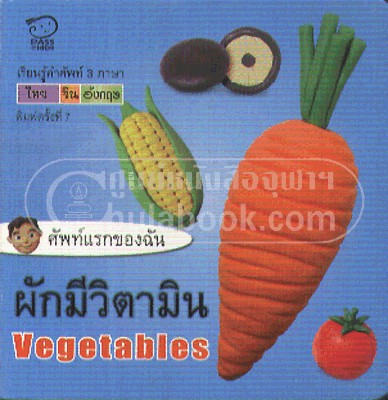 PASS
เรียนรู้คำศัพท์ 3 ภาษา
ไทย จีน อังกฤษ
พิมพ์ครั้งที่ 7
ศูนย์หนังสือจุฬาฯ
chulabook.com
ศัพท์แรกของฉัน
ผักมีวิตามิน
Vegetables